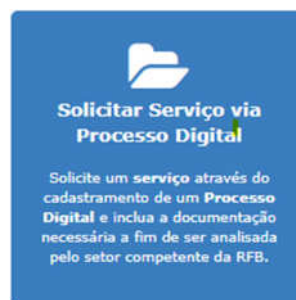 Solicitar Serviço via
Processo Digital
Solicite um serviço através do
cadastramento de um Processo
Digital e inclua a documentação
necessária a fim de ser analisada
pelo setor competente da RFB.